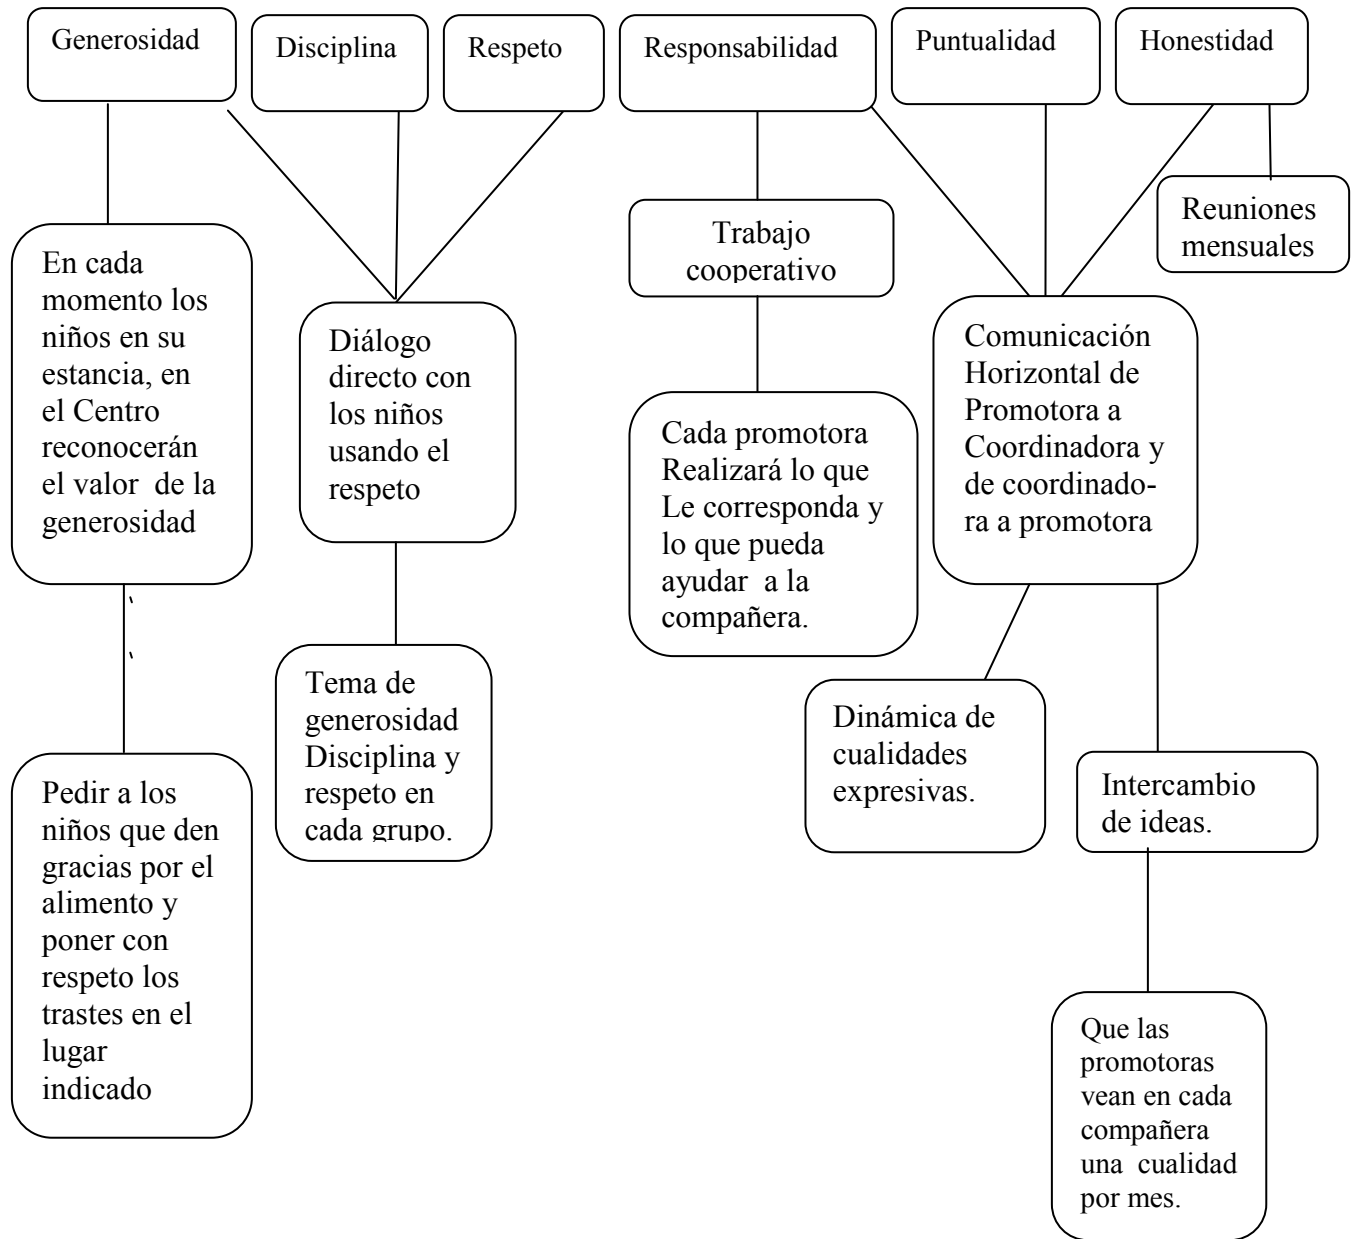 Generosidad
Disciplina
Respeto
Responsabilidad
Puntualidad
Honestidad
Reuniones
mensuales
Trabajo
cooperativo
En cada
momento los
niños en su
estancia, en
el Centro
reconocerán
el valor de la
generosidad
Diálogo
directo con
los niños
usando el
respeto
Comunicación
Horizontal de
Promotora a
Coordinadora y
de coordinado-
ra a promotora
Cada promotora
Realizará lo que
Le corresponda y
lo que pueda
ayudar a la
compañera.
Tema de
generosidad
Disciplina y
respeto en
cada grupo.
Dinámica de
cualidades
expresivas.
Intercambio
de ideas.
Pedir a los
niños que den
gracias por el
alimento y
poner con
respeto los
trastes en el
lugar
indicado
Que las
promotoras
vean en cada
compañera
una cualidad
por mes.